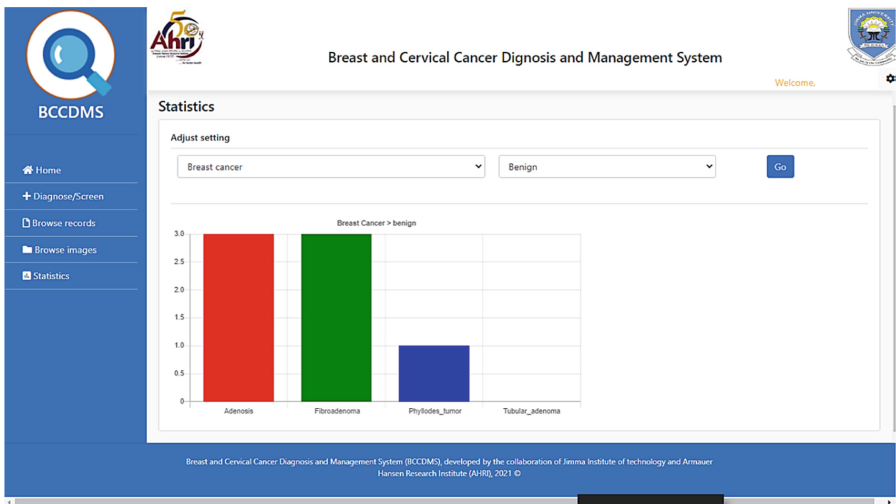 BCCDMS
Home
Diagnose/Screen
Browse records
Browse images
Statistics
Ahri
Breast and Cervical Cancer Dignosis and Management System
JIMMA UNIVERSITY
Welcome,
Statistics
Adjust setting
Breast cancer
Benign
Go
Breast Cancer > benign
3.0
2.5
2.0
1.5
1.0
0.5
0
Adenosis
Fibroadenoma
Phyllodes_tumor
Tubular_adenoma
Breast and Cervical Cancer Diagnosis and Management System (BCCDMS), developed by the collaboration of Jimma Institute of technology and Armauer
Hansen Research Institute (AHRI), 2021 ©